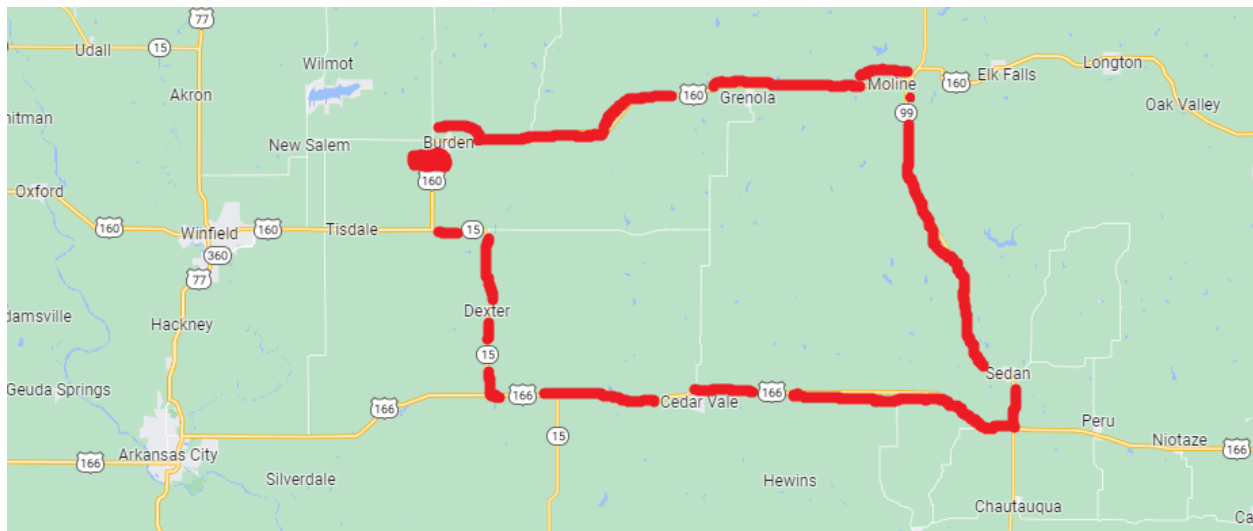 77
Udall
15
Wilmot
Longton
Elk Falls
160
Moline
Akron
160
Grenola
Oak Valley
hitman
99
New Salem
Burden
160
Oxford
160
Winfield
160
Tisdale
15
360
77
Dexter
damsville
Hackney
15
Sedan
Geuda Springs
166
166
Cedar Vale
166
Peru
15
Niotaze
166
Arkansas City
166
Silverdale
Hewins
Chautauqua
Ca